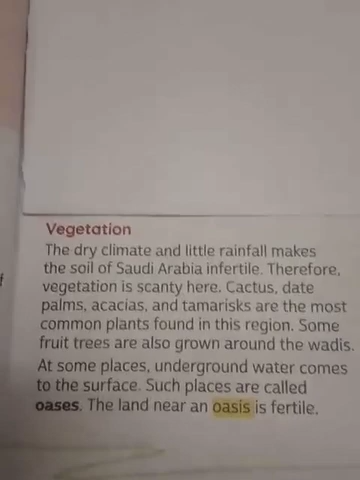 Vegetation
The dry climate and little rainfall makes
the soil of Saudi Arabia infertile. Therefore,
vegetation is scanty here. Cactus, date
palms, acacias, and tamarisks are the most
common plants found in this region. Some
fruit trees are also grown around the wadis.
At some places, underground water comes
to the surface. Such places are called
oases. The land near an oasis is fertile.